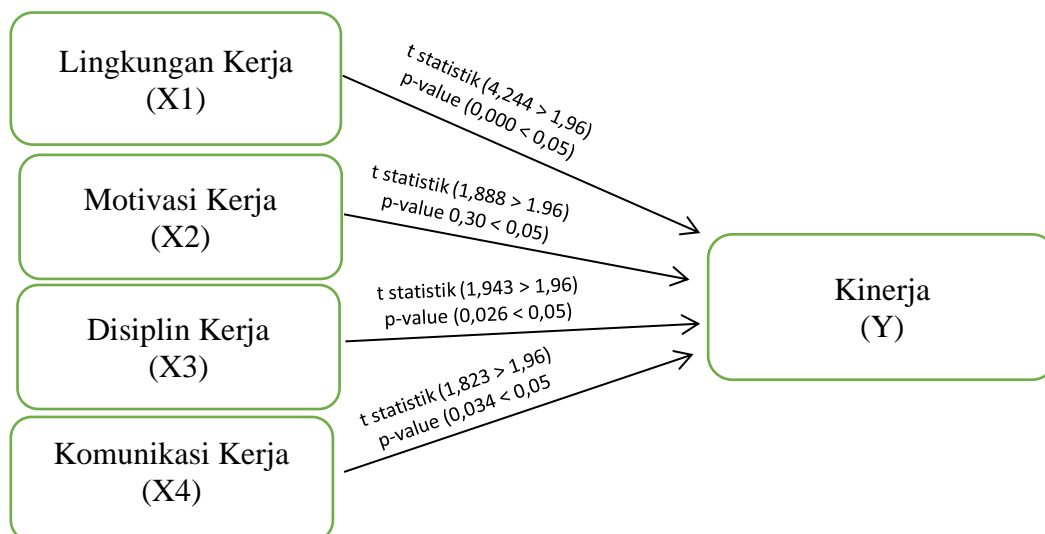 Lingkungan Kerja
(X1)
t statistik (4,244 > 1,96)
p-value (0,000 < 0,05)
Motivasi Kerja
(X2)
t statistik (1,888 > 1.96)
p-value 0,30 < 0,05)
Disiplin Kerja
(X3)
t statistik (1,943 > 1,96)
p-value (0,026 < 0,05)
Komunikasi Kerja
(X4)
t statistik (1,823 > 1,96)
p-value (0,034 < 0,05
Kinerja
(Y)